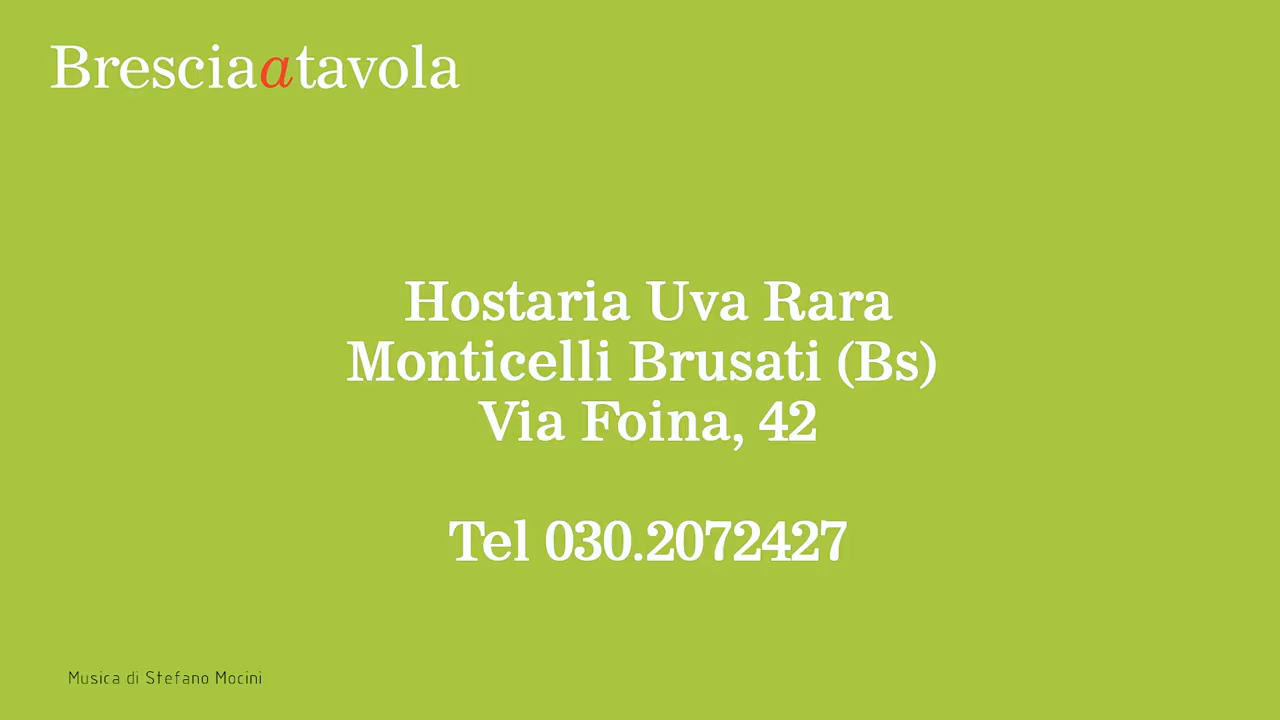 Bresciaatavola
Hostaria Uva Rara
Monticelli Brusati (Bs)
Via Foina, 42
Tel 030.2072427
Musica di Stefano Mocini